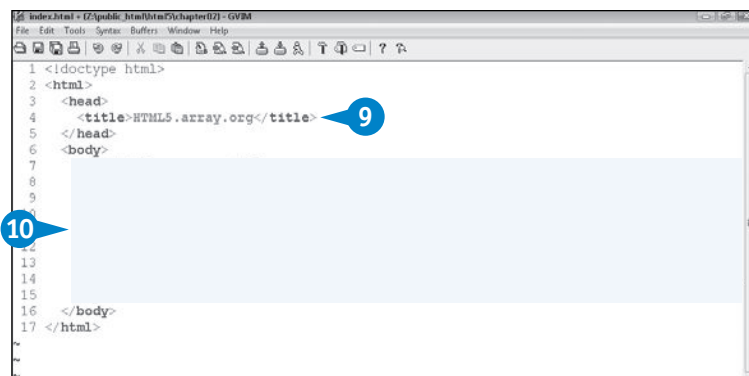 index.html + (Z:\public_html\html5\chapter02) - GVIM
File Edit Tools Syntax Buffers Window Help
1 <!doctype html>
2 <html>
3 <head>
4 <title>HTML5.array.org</title> 9
5 </head>
6 <body>
7
8
9
10
12
13
14
15
16 </body>
17 </html>
~
~
~